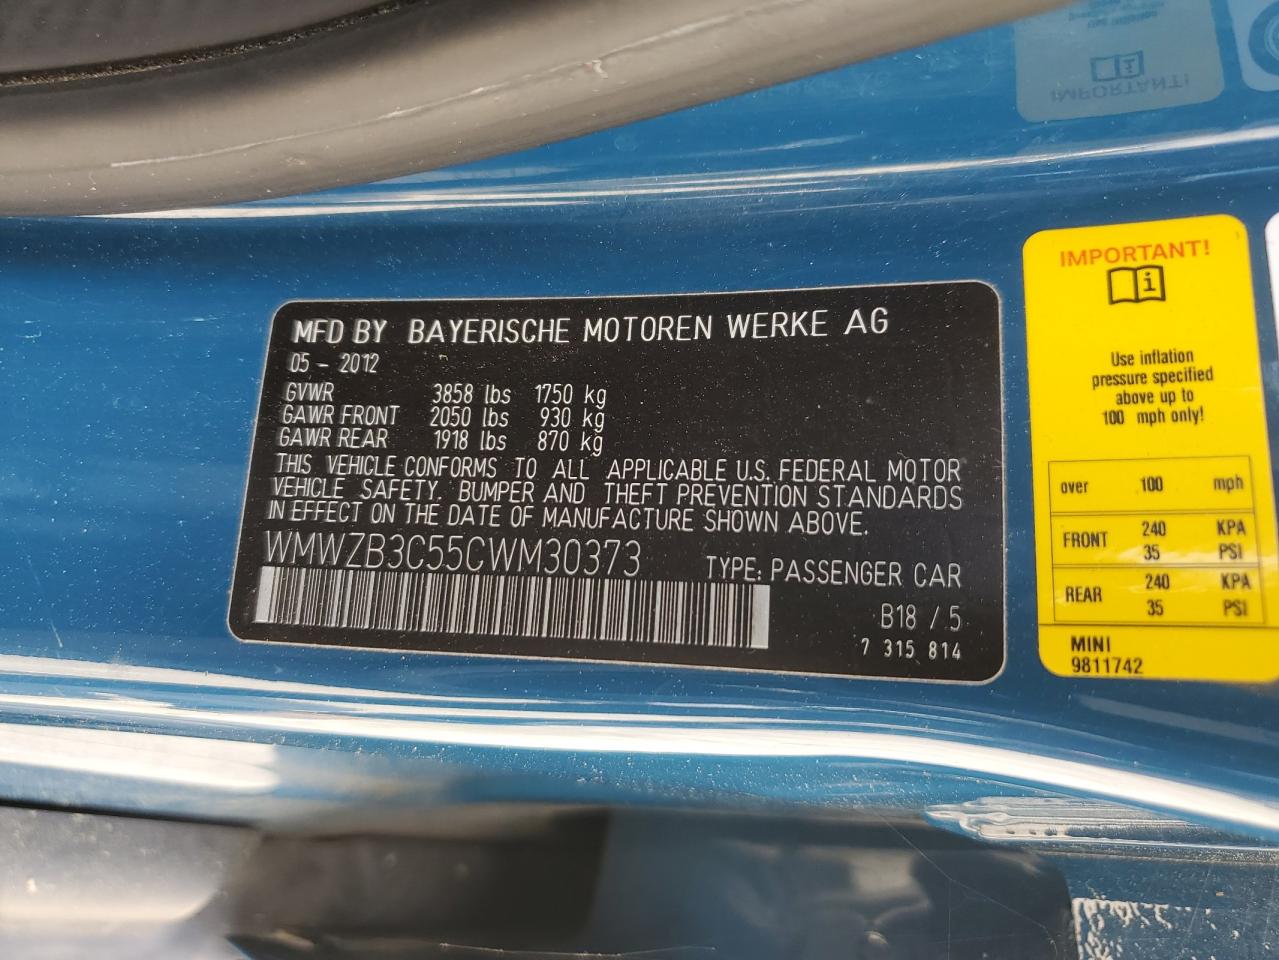 MFD BY BAYERISCHE MOTOREN WERKE AG
05 - 2012
GVWR 3858 lbs 1750 kg
GAWR FRONT 2050 lbs 930 kg
GAWR REAR 1918 lbs 870 kg
THIS VEHICLE CONFORMS TO ALL APPLICABLE U.S. FEDERAL MOTOR
VEHICLE SAFETY, BUMPER AND THEFT PREVENTION STANDARDS
IN EFFECT ON THE DATE OF MANUFACTURE SHOWN ABOVE.
WMWZB3C55CWM30373 TYPE: PASSENGER CAR
B18 / 5
7 315 814
IMPORTANT!
i
Use inflation
pressure specified
above up to
100 mph only!
over 100 mph
FRONT 240 KPA
35 PSI
REAR 240 KPA
35 PSI
MINI
9811742
i
IMPORTANT!